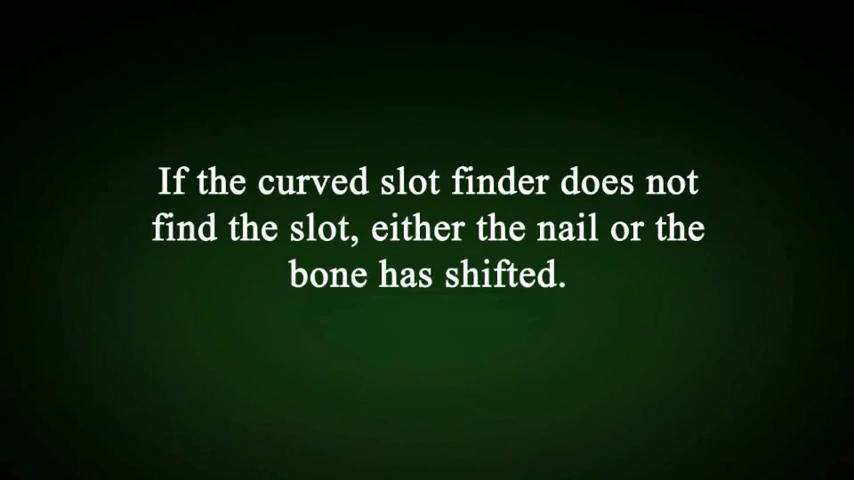 If the curved slot finder does not
find the slot, either the nail or the
bone has shifted.